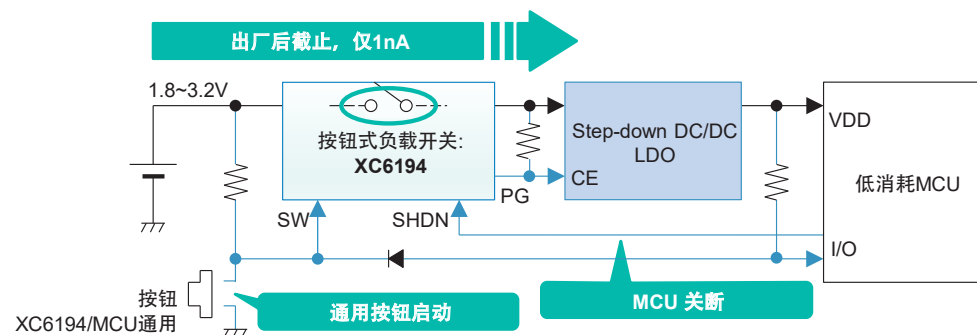 出厂后截止，仅1nA
1.8~3.2V
按钮式负载开关:
XC6194
Step-down DC/DC
LDO
CE
VDD
低消耗MCU
I/O
PG
SW
SHDN
按钮
XC6194/MCU通用
通用按钮启动
MCU 关断